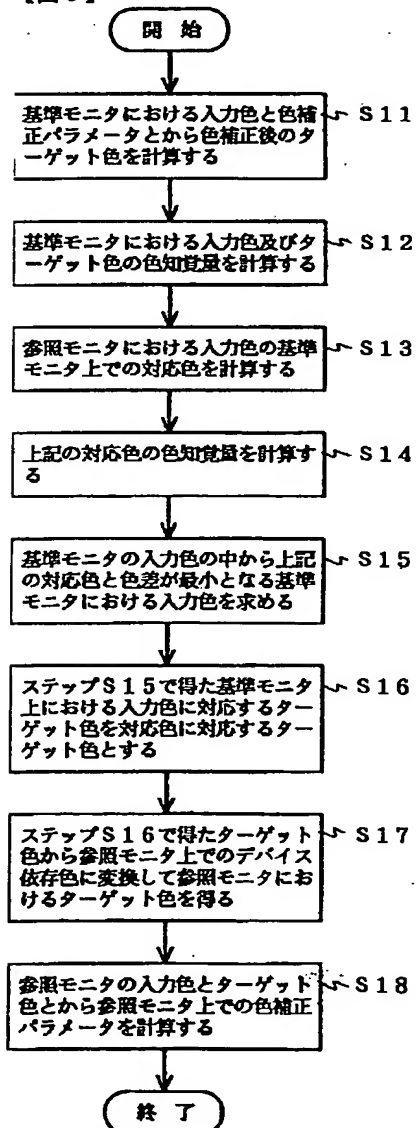 開 始
基準モニタにおける入力色と色補
正パラメータとから色補正後のタ
ーゲット色を計算する
S11
基準モニタにおける入力色及びタ
ーゲット色の色知覚量を計算する
S12
参照モニタにおける入力色の基準
モニタ上での対応色を計算する
S13
上記の対応色の色知覚量を計算す
る
S14
基準モニタの入力色の中から上記
の対応色と色差が最小となる基準
モニタにおける入力色を求める
S15
ステップS15で得た基準モニタ
上における入力色に対応するター
ゲット色を対応色に対応するター
ゲット色とする
S16
ステップS16で得たターゲット
色から参照モニタ上でのデバイス
依存色に変換して参照モニタにお
けるターゲット色を得る
S17
参照モニタの入力色とターゲット
色とから参照モニタ上での色補正
パラメータを計算する
S18
終 了